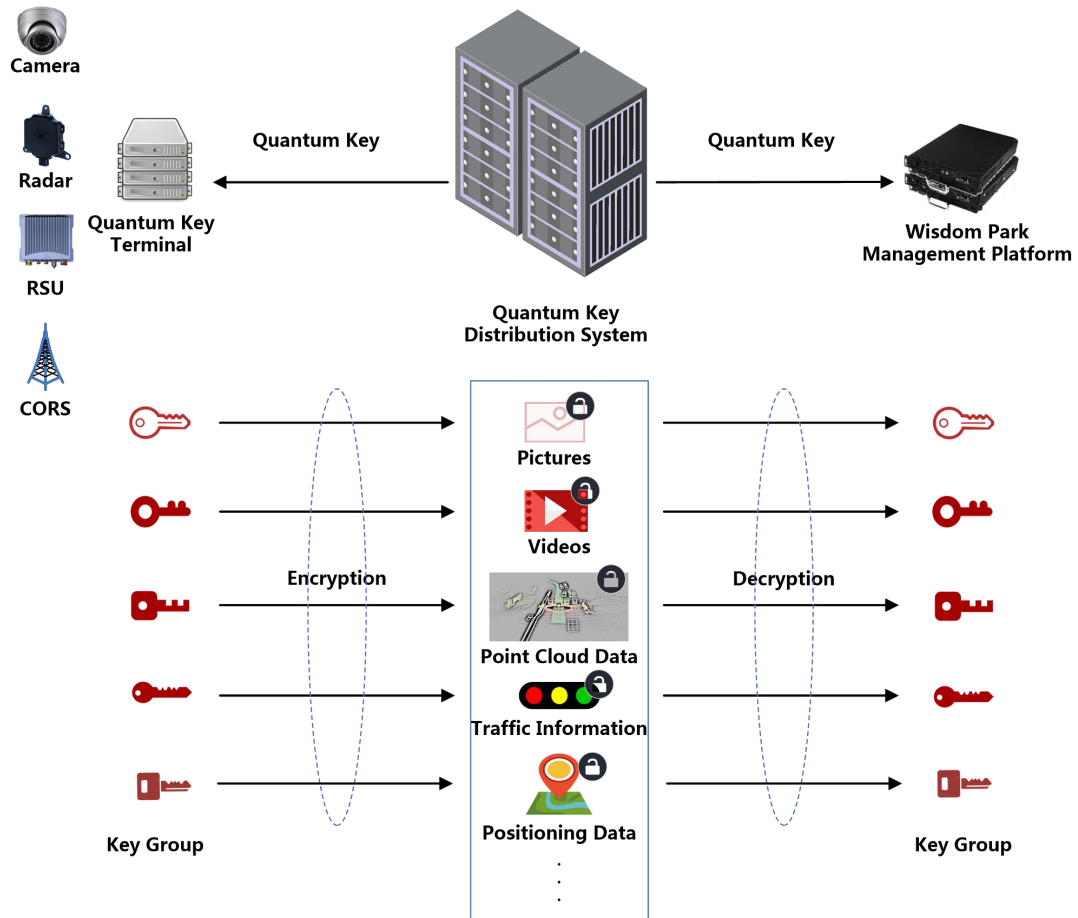 Camera
Radar
RSU
CORS
Quantum Key
Terminal
Quantum Key
Quantum Key
Distribution System
Quantum Key
Wisdom Park
Management Platform
Encryption
Pictures
Videos
Point Cloud Data
Traffic Information
Positioning Data
.
.
.
Decryption
Key Group
Key Group